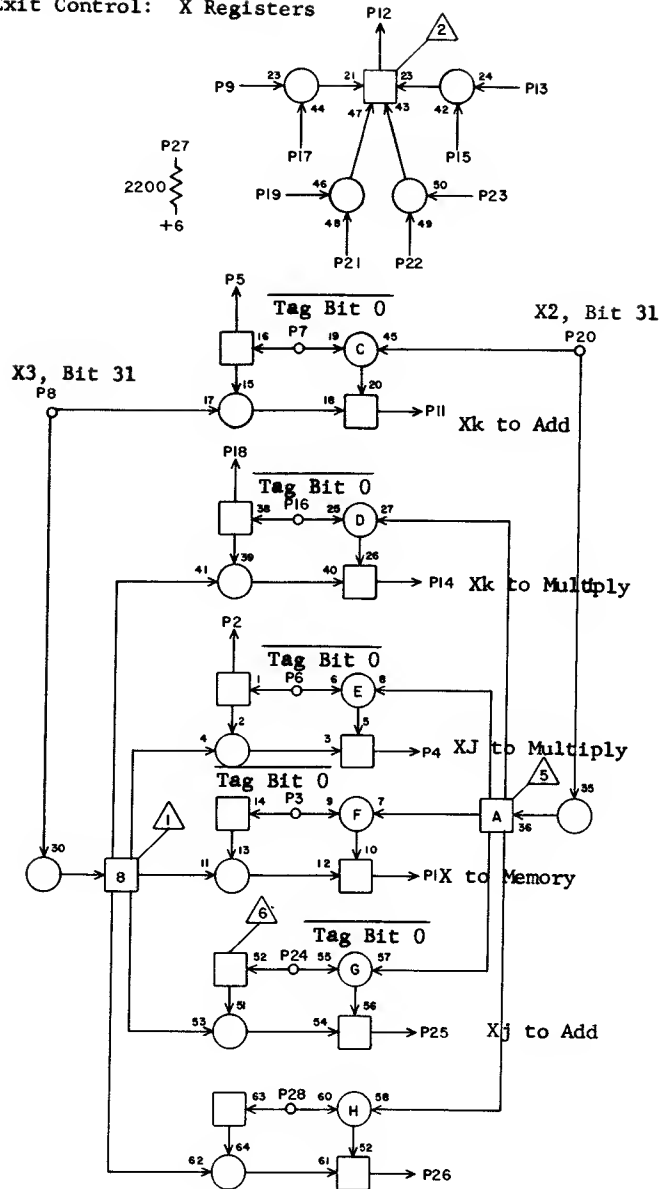 Exit Control: X Registers
P12
2
P9 23 21 23 24 P13
44 47 43 42
P17 P15
P27
2200
+6
P19 46 50 P23
48 49
P21 P22
P5
Tag Bit 0
X2, Bit 31
P7 P20
16 19 C 45
X3, Bit 31
P8
15 20
17 18 P11
Xk to Add
P18
Tag Bit 0
38 P16 25 D 27
39 26
41 40 P14 Xk to Multiply
P2
Tag Bit 0
1 P6 6 E 8
2 5
4 3 P4 XJ to Multiply
Tag Bit 0
14 P3 9 F 7
5
35
A 36
1
30
8
13 10
11 12 P1 X to Memory
6
Tag Bit 0
52 P24 55 G 57
51 56
53 54 P25 Xj to Add
63 P28 60 H 58
64 52
62 61 P26